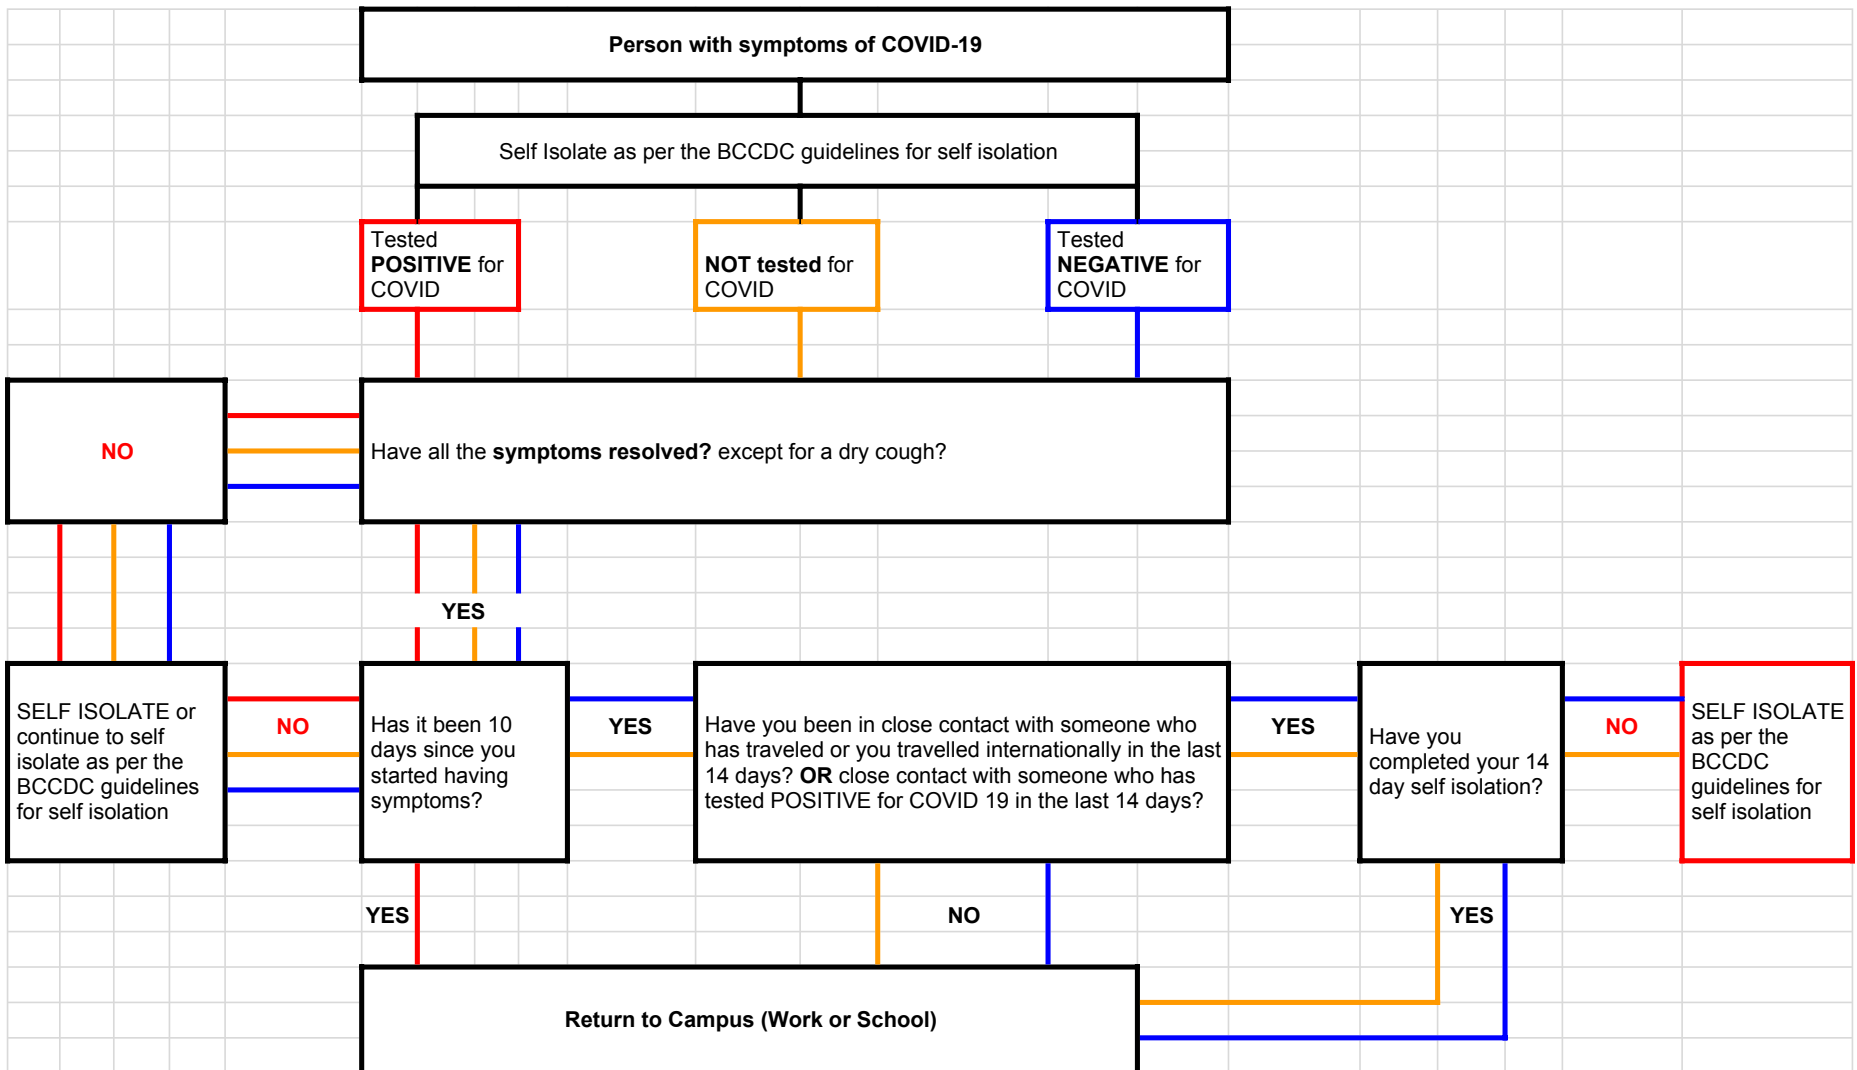 Person with symptoms of COVID-19
Self Isolate as per the BCCDC guidelines for self isolation
Tested
POSITIVE for
COVID
NOT tested for
COVID
Tested
NEGATIVE for
COVID
NO
Have all the symptoms resolved? except for a dry cough?
YES
SELF ISOLATE or
continue to self
isolate as per the
BCCDC guidelines
for self isolation
NO
Has it been 10
days since you
started having
symptoms?
YES
Have you been in close contact with someone who
has traveled or you travelled internationally in the last
14 days? OR close contact with someone who has
tested POSITIVE for COVID 19 in the last 14 days?
YES
Have you
completed your 14
day self isolation?
NO
SELF ISOLATE
as per the
BCCDC
guidelines for
self isolation
YES
NO
YES
Return to Campus (Work or School)